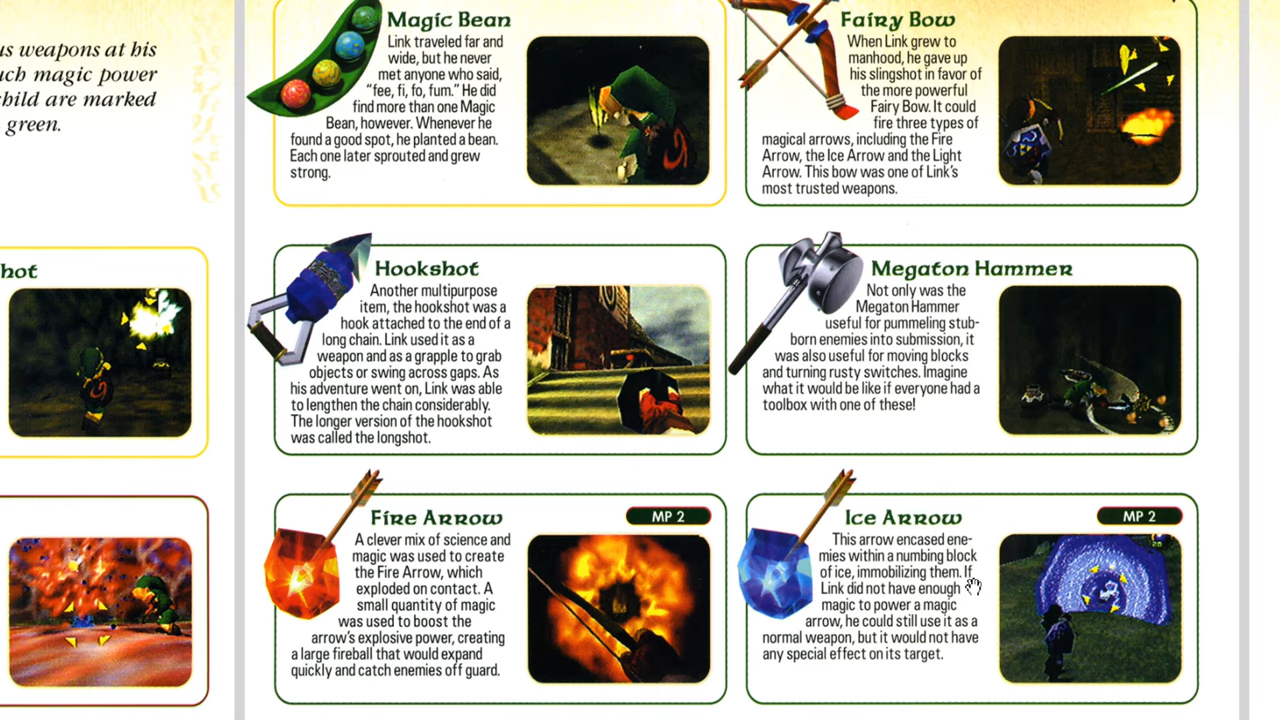 us weapons at his
uch magic power
child are marked
green.
hot
Magic Bean
Link traveled far and
wide, but he never
met anyone who said,
“fee, fi, fo, fum.” He did
find more than one Magic
Bean, however. Whenever he
found a good spot, he planted a bean.
Each one later sprouted and grew
strong.
Fairy Bow
When Link grew to
manhood, he gave up
his slingshot in favor of
the more powerful
Fairy Bow. It could
fire three types of
magical arrows, including the Fire
Arrow, the Ice Arrow and the Light
Arrow. This bow was one of Link’s
most trusted weapons.
Hookshot
Another multipurpose
item, the hookshot was a
hook attached to the end of a
long chain. Link used it as a
weapon and as a grapple to grab
objects or swing across gaps. As
his adventure went on, Link was able
to lengthen the chain considerably.
The longer version of the hookshot
was called the longshot.
Megaton Hammer
Not only was the
Megaton Hammer
useful for pummeling stub-
born enemies into submission, it
was also useful for moving blocks
and turning rusty switches. Imagine
what it would be like if everyone had a
toolbox with one of these!
Fire Arrow
MP 2
A clever mix of science and
magic was used to create
the Fire Arrow, which
exploded on contact. A
small quantity of magic
was used to boost the
arrow’s explosive power, creating
a large fireball that would expand
quickly and catch enemies off guard.
Ice Arrow
MP 2
This arrow encased ene-
mies within a numbing block
of ice, immobilizing them. If
Link did not have enough
magic to power a magic
arrow, he could still use it as a
normal weapon, but it would not have
any special effect on its target.